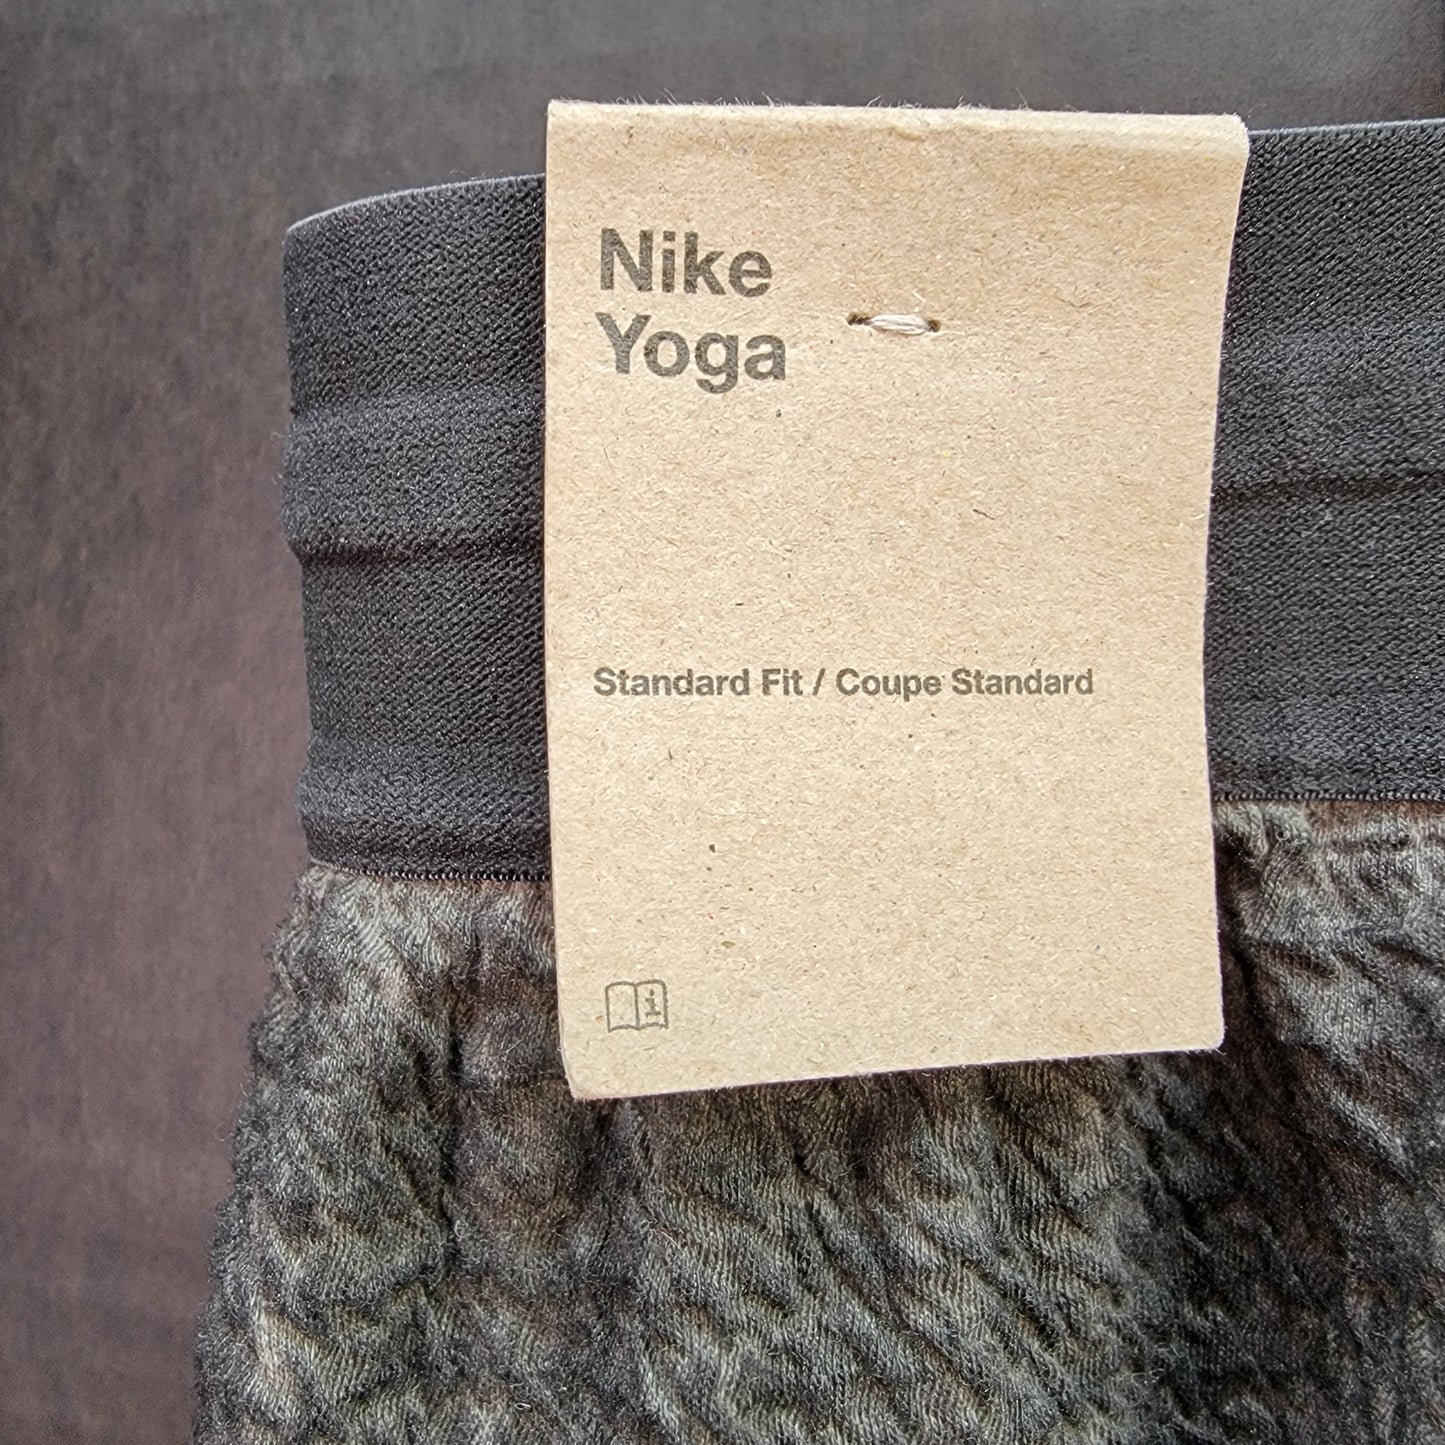 Nike
Yoga
Standard Fit / Coupe Standard
i